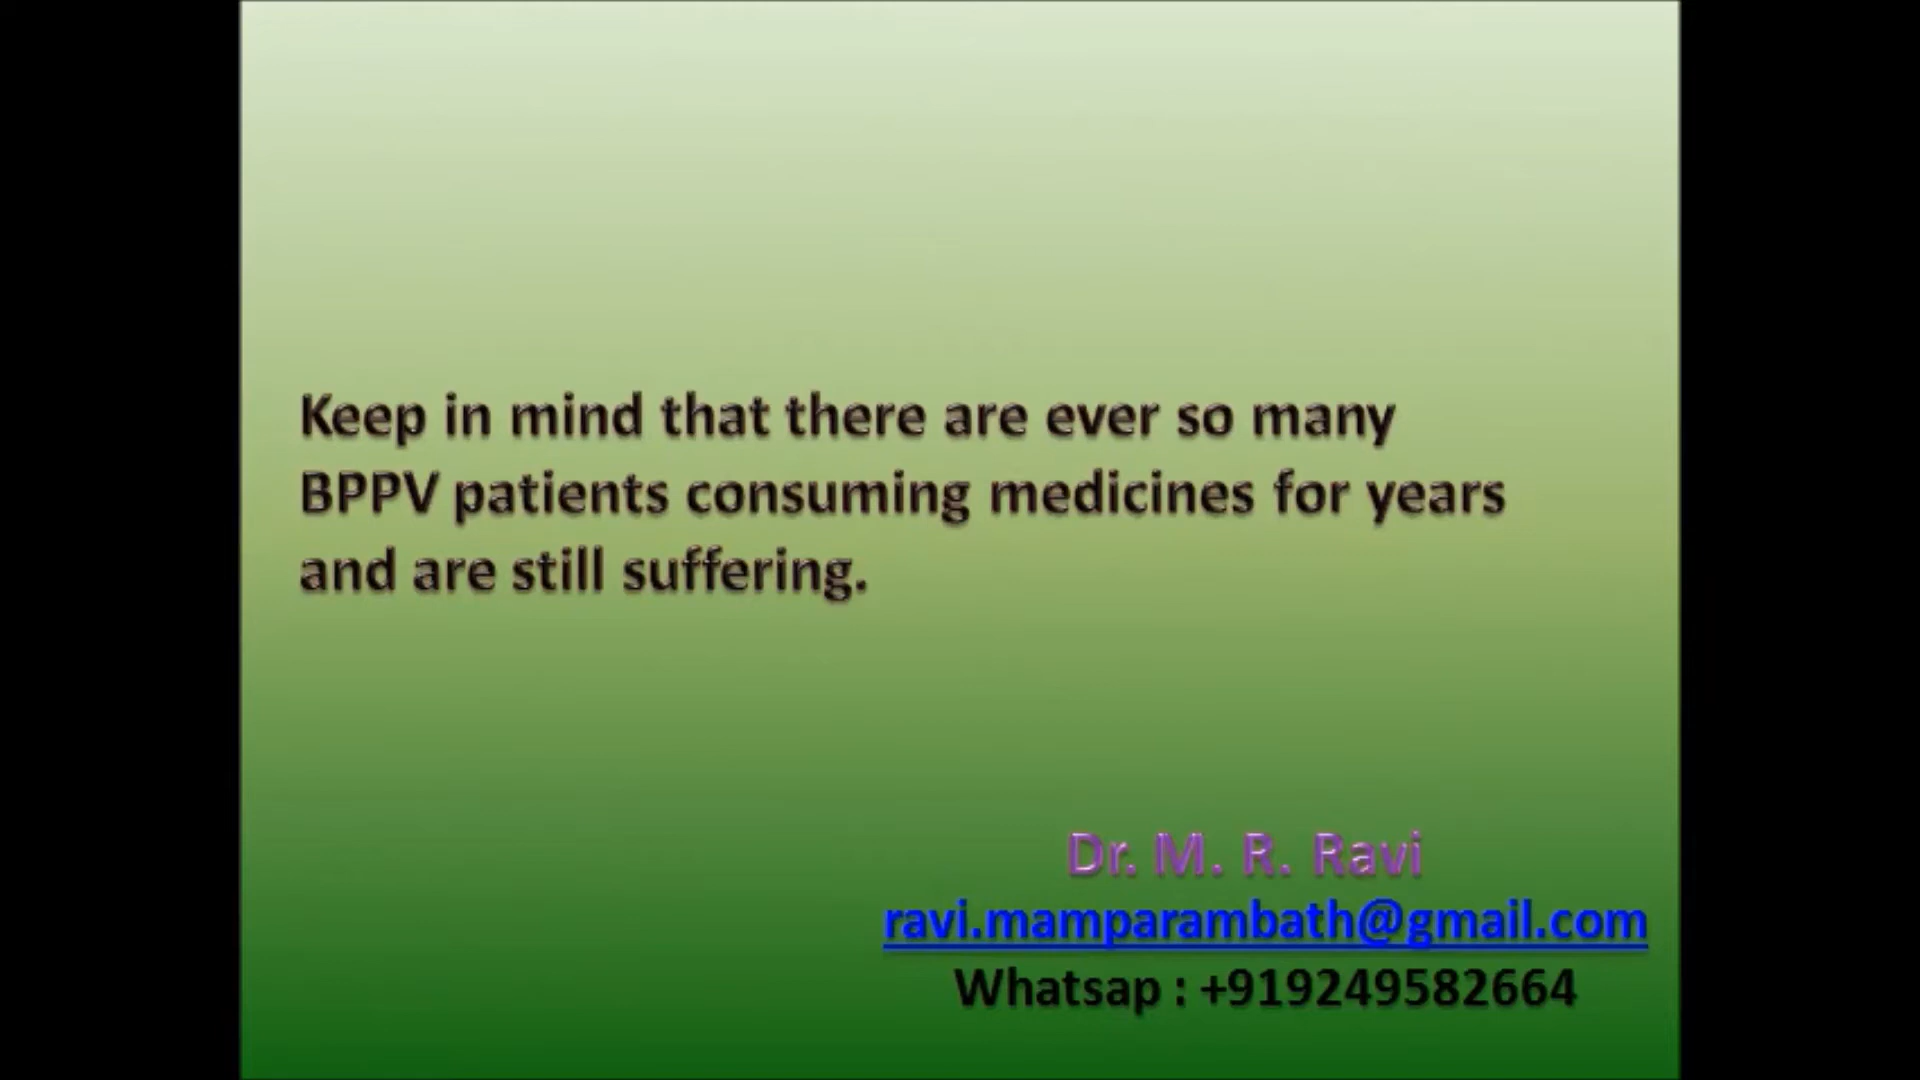 Keep in mind that there are ever so many
BPPV patients consuming medicines for years
and are still suffering.
Dr. M. R. Ravi
ravi.mamparambath@gmail.com
Whatsap : +919249582664